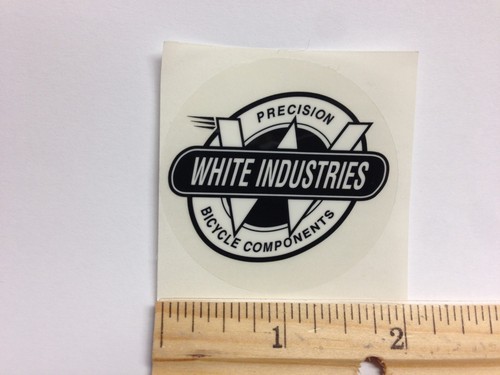 PRECISION
WHITE INDUSTRIES
BICYCLE COMPONENTS
1 2